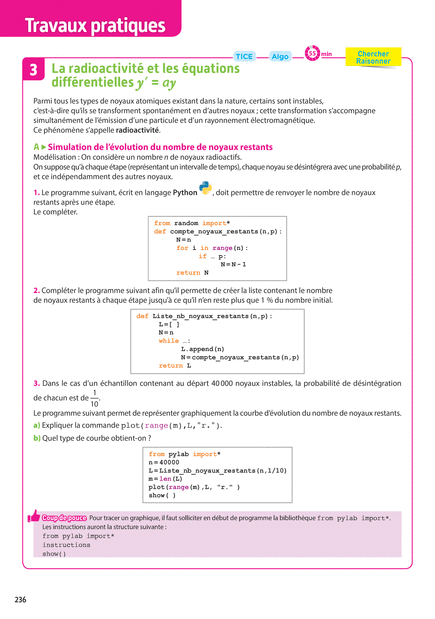 Travaux pratiques
TICE
Algo
55 min
Chercher
Raisonner
3 La radioactivité et les équations
différentielles y′ = ay
Parmi tous les types de noyaux atomiques existant dans la nature, certains sont instables,
c'est-à-dire qu'ils se transforment spontanément en d'autres noyaux ; cette transformation s'accompagne
simultanément de l'émission d'une particule et d'un rayonnement électromagnétique.
Ce phénomène s'appelle radioactivité.
A ▶ Simulation de l'évolution du nombre de noyaux restants
Modélisation : On considère un nombre n de noyaux radioactifs.
On suppose qu'à chaque étape (représentant un intervalle de temps), chaque noyau se désintégrera avec une probabilité p,
et ce indépendamment des autres noyaux.
1. Le programme suivant, écrit en langage Python , doit permettre de renvoyer le nombre de noyaux
restants après une étape.
Le compléter.
from random import*
def compte_noyaux_restants(n,p):
N=n
for i in range(n):
if … p:
N=N-1
return N
2. Compléter le programme suivant afin qu'il permette de créer la liste contenant le nombre
de noyaux restants à chaque étape jusqu'à ce qu'il n'en reste plus que 1 % du nombre initial.
def Liste_nb_noyaux_restants(n,p):
L=[ ]
N=n
while …:
L.append(n)
N=compte_noyaux_restants(n,p)
return L
3. Dans le cas d'un échantillon contenant au départ 40 000 noyaux instables, la probabilité de désintégration
de chacun est de 1/10.
Le programme suivant permet de représenter graphiquement la courbe d'évolution du nombre de noyaux restants.
a) Expliquer la commande plot(range(m),L,"r.").
b) Quel type de courbe obtient-on ?
from pylab import*
n=40000
L=Liste_nb_noyaux_restants(n,1/10)
m=len(L)
plot(range(m),L, "r." )
show( )
Coup de pouce Pour tracer un graphique, il faut solliciter en début de programme la bibliothèque from pylab import*.
Les instructions auront la structure suivante :
from pylab import*
instructions
show()
236